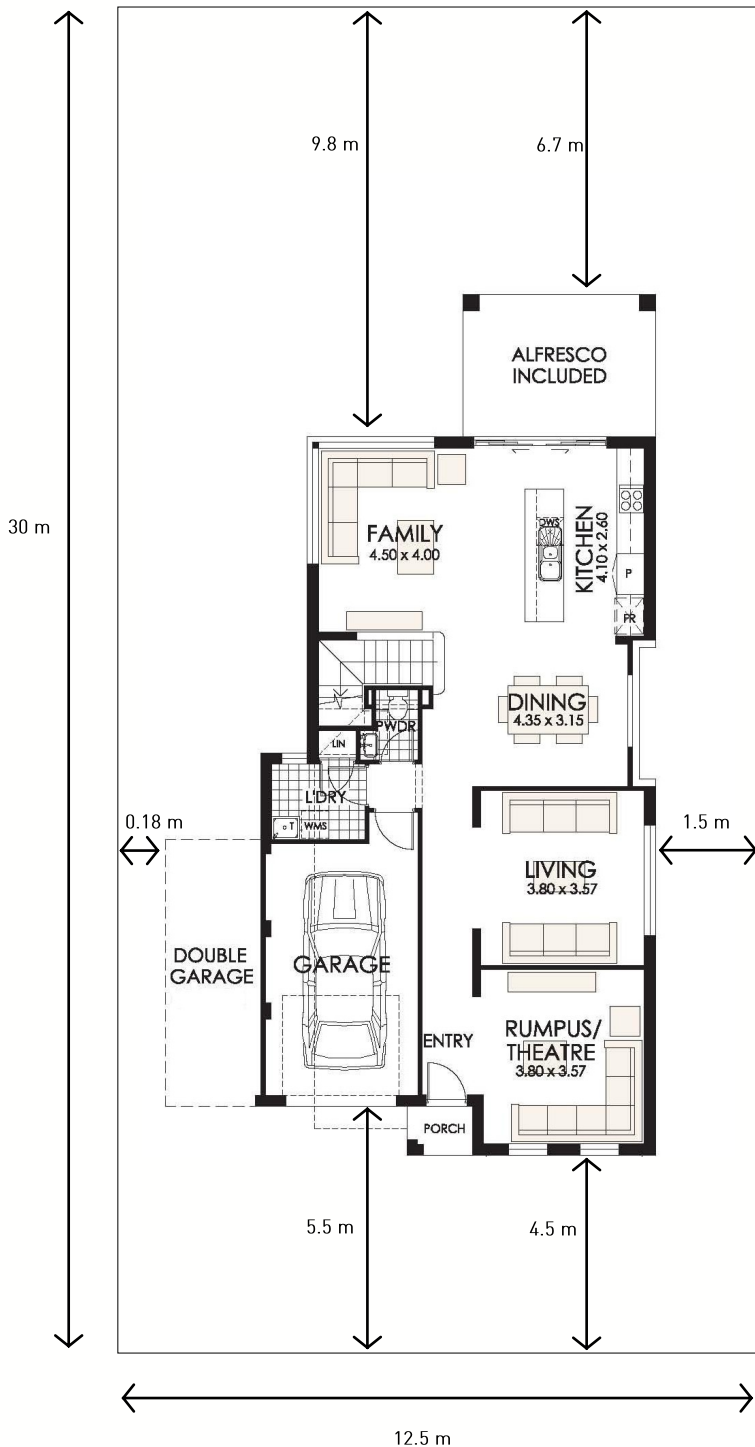 9.8 m
6.7 m
ALFRESCO
INCLUDED
30 m
FAMILY
4.50 x 4.00
DWS
KITCHEN
4.10 x 2.60
P
FR
DINING
4.35 x 3.15
PWDR
LIN
L'DRY
T
WMS
0.18 m
1.5 m
LIVING
3.80 x 3.57
DOUBLE
GARAGE
GARAGE
ENTRY
RUMPUS/
THEATRE
3.80 x 3.57
PORCH
5.5 m
4.5 m
12.5 m